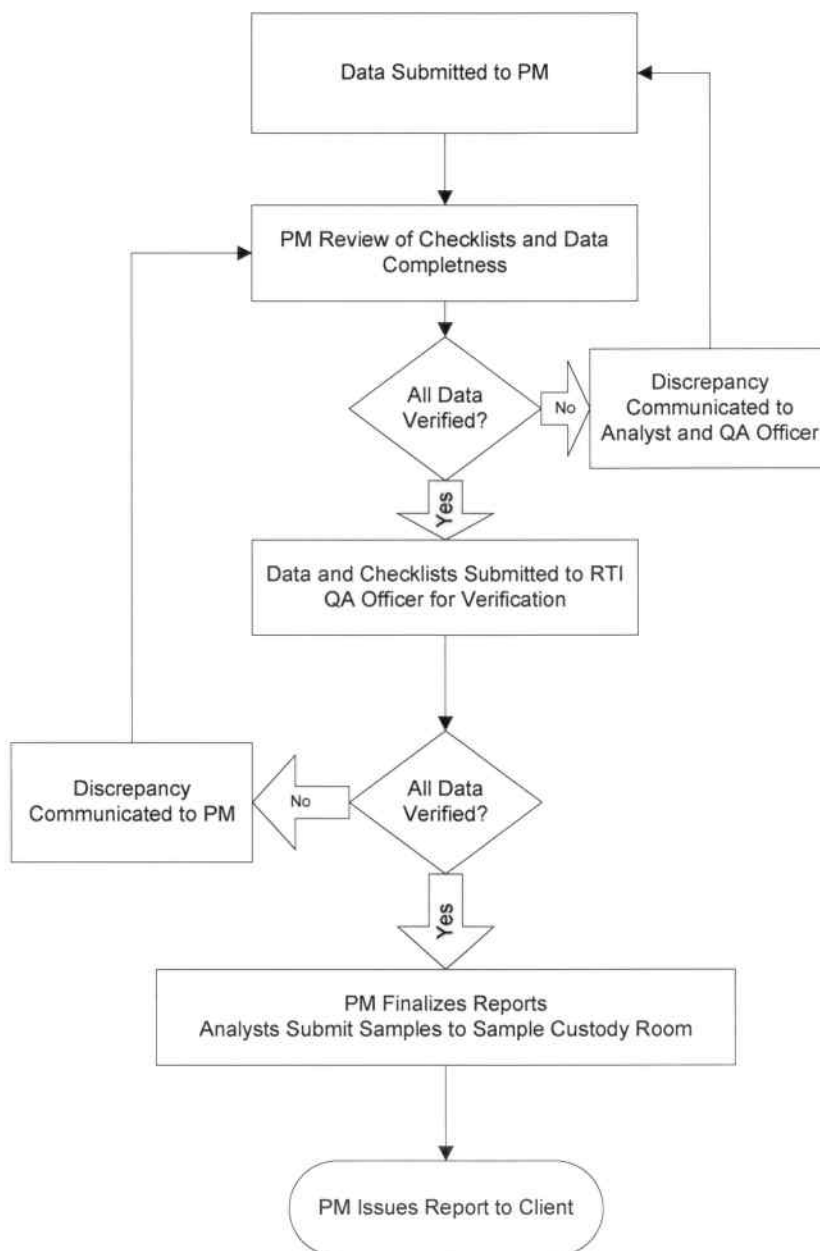 Data Submitted to PM
PM Review of Checklists and Data
Completness
All Data
Verified?
No
Discrepancy
Communicated to
Analyst and QA Officer
Yes
Data and Checklists Submitted to RTI
QA Officer for Verification
Discrepancy
Communicated to PM
No
All Data
Verified?
Yes
PM Finalizes Reports
Analysts Submit Samples to Sample Custody Room
PM Issues Report to Client